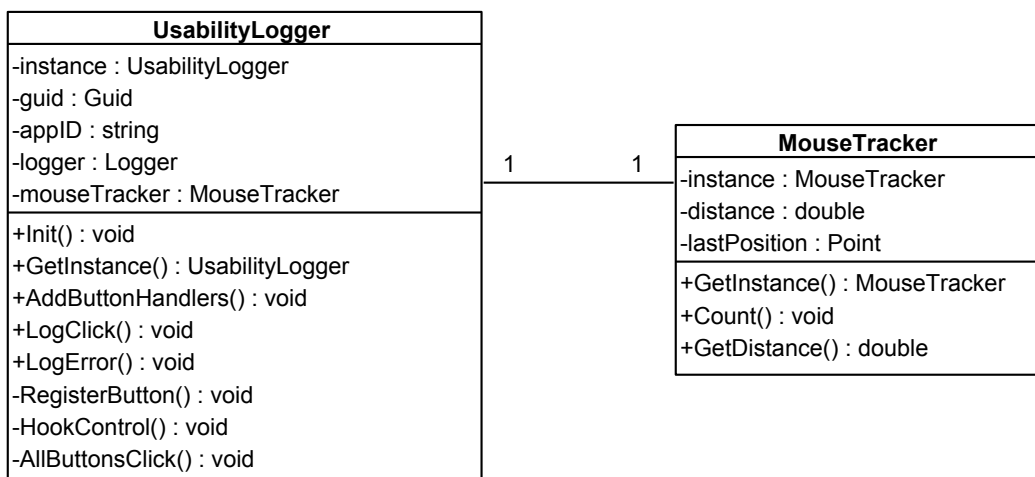 UsabilityLogger
-instance : UsabilityLogger
-guid : Guid
-appID : string
-logger : Logger
-mouseTracker : MouseTracker
+Init() : void
+GetInstance() : UsabilityLogger
+AddButtonHandlers() : void
+LogClick() : void
+LogError() : void
-RegisterButton() : void
-HookControl() : void
-AllButtonsClick() : void
1 1
MouseTracker
-instance : MouseTracker
-distance : double
-lastPosition : Point
+GetInstance() : MouseTracker
+Count() : void
+GetDistance() : double